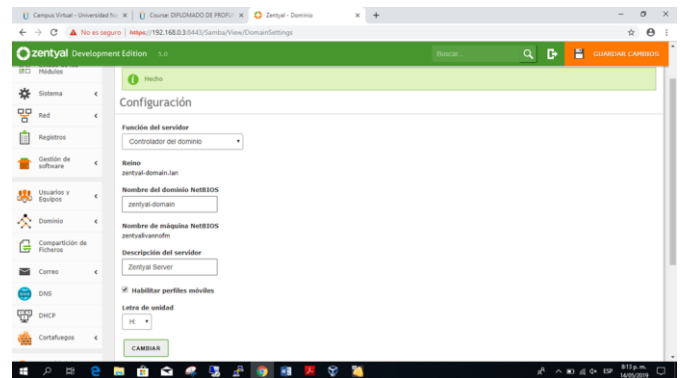 Campus Virtual - Universidad Na
Course: DIPLOMADO DE PROFU
Zentyal - Dominio
No es seguro | https://192.168.0.3:8443/Samba/View/DomainSettings
zentyal Development Edition 5.0
Buscar...
GUARDAR CAMBIOS
Módulos
Sistema
Red
Registros
Gestión de
software
Usuarios y
Equipos
Dominio
Compartición de
Ficheros
Correo
DNS
DHCP
Cortafuegos
Hecho
Configuración
Función del servidor
Controlador del dominio
Reino
zentyal-domain.lan
Nombre del dominio NetBIOS
zentyal-domain
Nombre de máquina NetBIOS
zentyalivannofm
Descripción del servidor
Zentyal Server
Habilitar perfiles móviles
Letra de unidad
H:
CAMBIAR
ESP
8:13 p. m.
14/05/2019